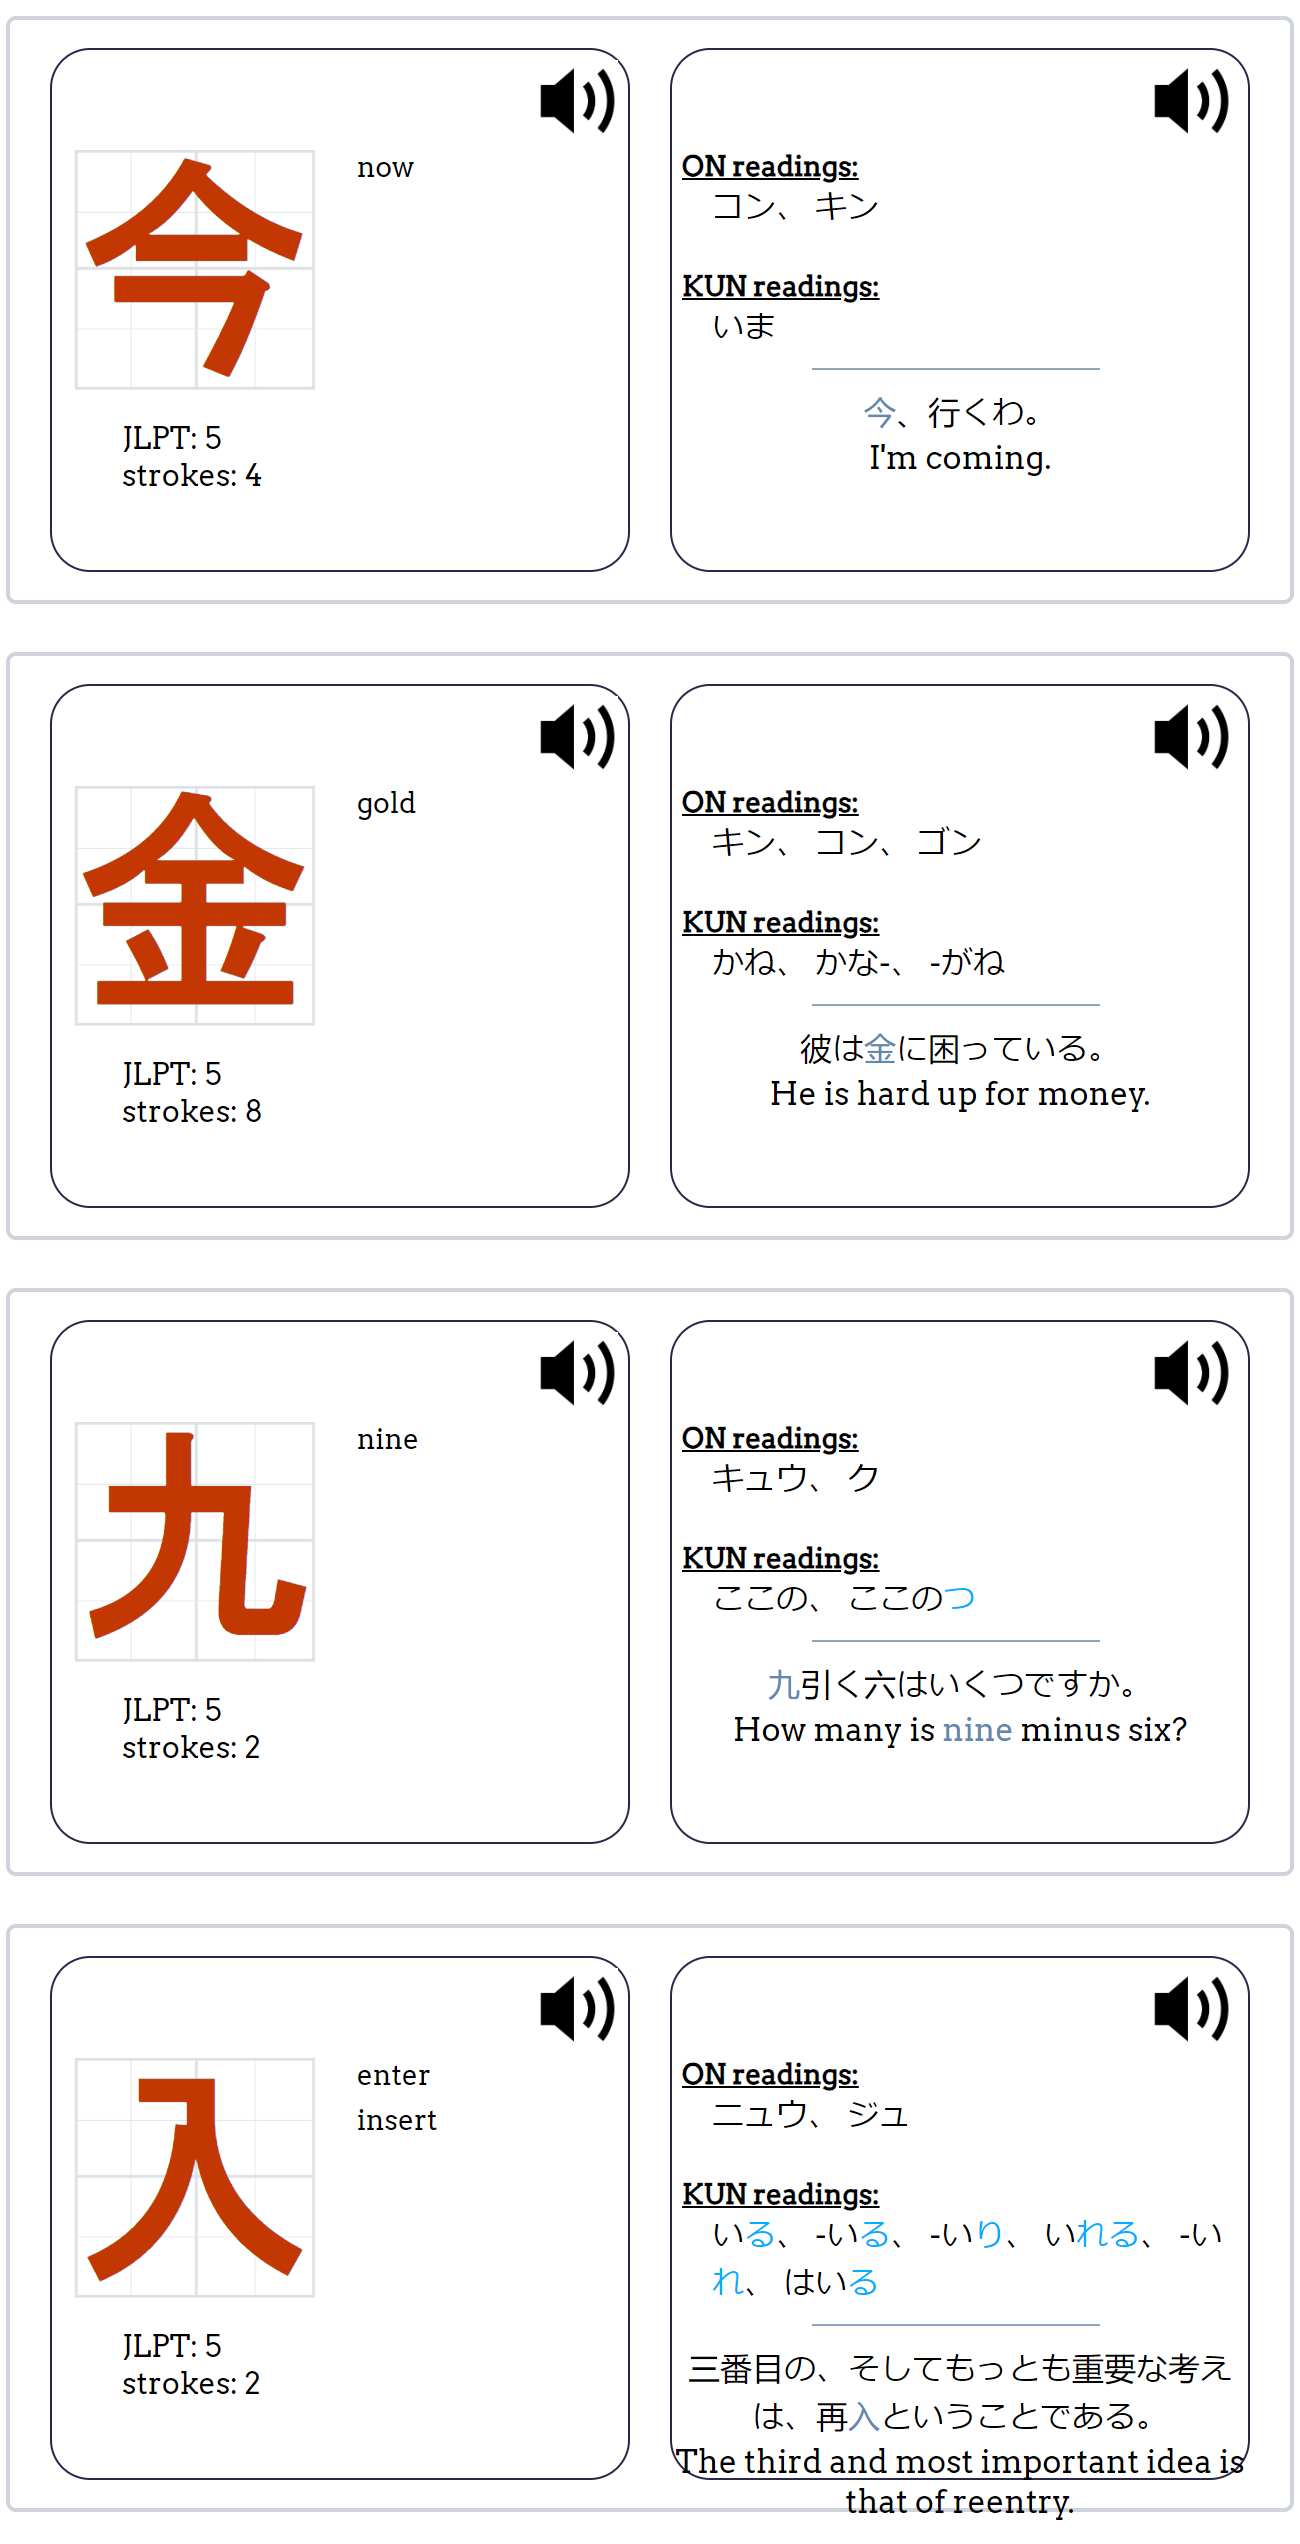 今
now
JLPT: 5
strokes: 4
ON readings:
コン、 キン
KUN readings:
いま
今、行くわ。
I'm coming.
金
gold
JLPT: 5
strokes: 8
ON readings:
キン、 コン、 ゴン
KUN readings:
かね、 かな-、 -がね
彼は金に困っている。
He is hard up for money.
九
nine
JLPT: 5
strokes: 2
ON readings:
キュウ、 ク
KUN readings:
ここの、 ここのつ
九引く六はいくつですか。
How many is nine minus six?
入
enter
insert
JLPT: 5
strokes: 2
ON readings:
ニュウ、 ジュ
KUN readings:
いる、 -いる、 -いり、 いれる、 -い
れ、 はいる
三番目の、そしてもっとも重要な考え
は、再入ということである。
The third and most important idea is
that of reentry.